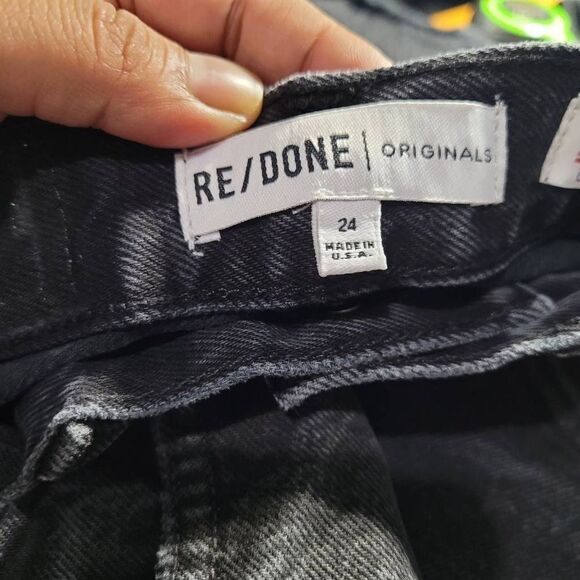 RE/DONE | ORIGINALS
24
MADE IN
U.S.A.